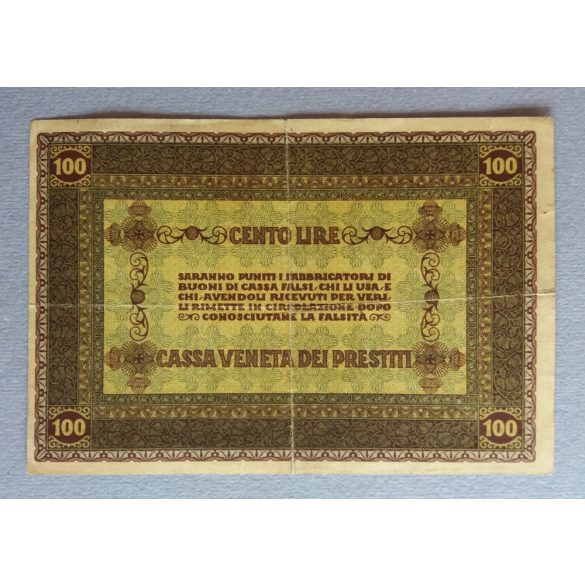 100 100
CENTO LIRE
SARANNO PUNITI I FABBRICATORI DI
BUONI DI CASSA FALSI, CHI LI USA, E
CHI, AVENDOLI RICEVUTI PER VERI,
LI RIMETTE IN CIRCOLAZIONE DOPO
CONOSCIUTANE LA FALSITÀ
CASSA VENETA DEI PRESTITI
100 100